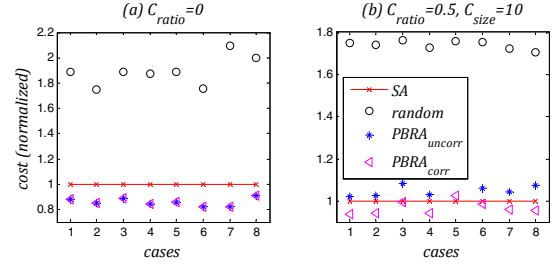 (a) C_ratio=0
(b) C_ratio=0.5, C_size=10
cost (normalized)
2.2
2
1.8
1.6
1.4
1.2
1
0.8
1 2 3 4 5 6 7 8
cases
1.8
1.6
1.4
1.2
1
SA
random
PBRA_uncorr
PBRA_corr
1 2 3 4 5 6 7 8
cases